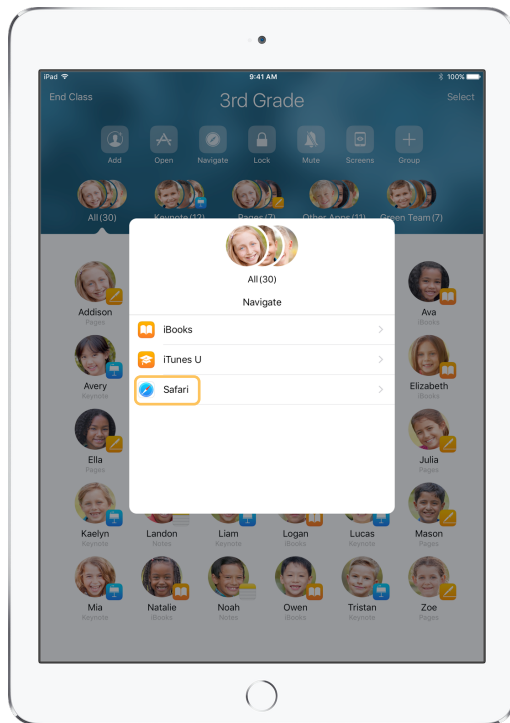 iPad 9:41 AM 100%
End Class 3rd Grade Select
Add Open Navigate Lock Mute Screens Group
All (30) Keynote (12) Pages (7) Other Apps (11) Green Team (7)
All (30)
Navigate
iBooks
iTunes U
Safari
Addison Ava
Pages iBooks
Avery Elizabeth
Keynote iBooks
Ella Julia
Pages Pages
Kaelyn Landon Liam Logan Lucas Mason
Keynote Notes Keynote iBooks Keynote Pages
Mia Natalie Noah Owen Tristan Zoe
Keynote iBooks Notes iBooks Keynote Pages